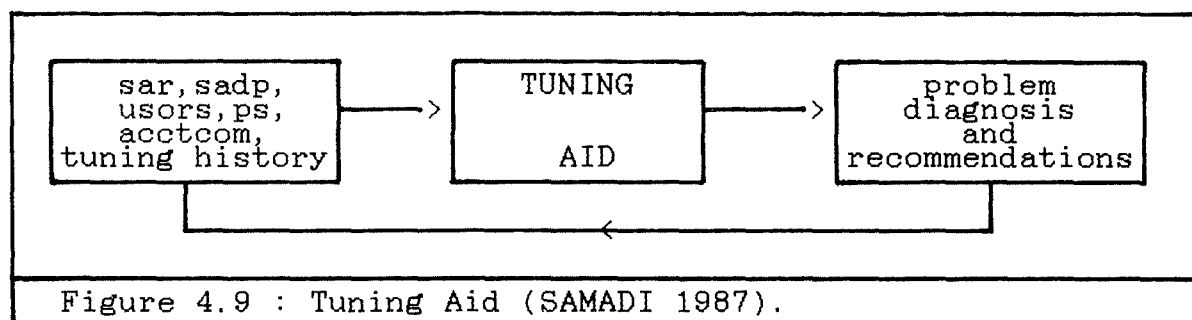 sar,sadp,
usors,ps,
acctcom,
tuning history
TUNING
AID
problem
diagnosis
and
recommendations
Figure 4.9 : Tuning Aid (SAMADI 1987).